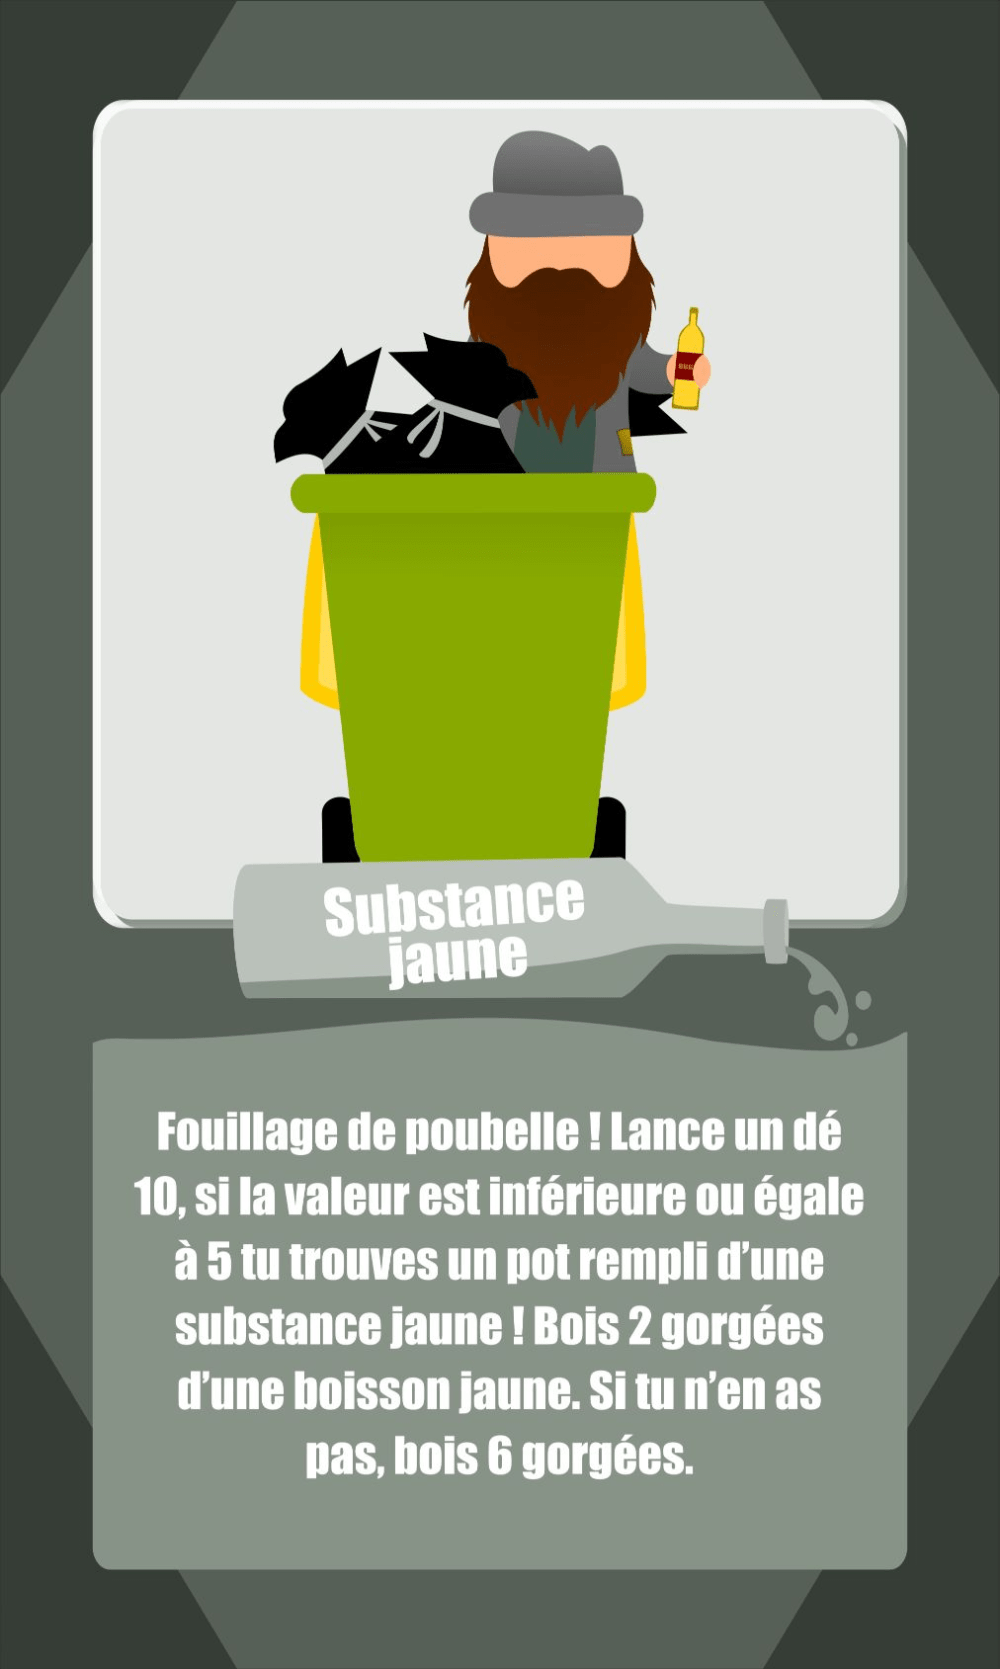 Substance
jaune
Fouillage de poubelle ! Lance un dé
10, si la valeur est inférieure ou égale
à 5 tu trouves un pot rempli d’une
substance jaune ! Bois 2 gorgées
d’une boisson jaune. Si tu n’en as
pas, bois 6 gorgées.